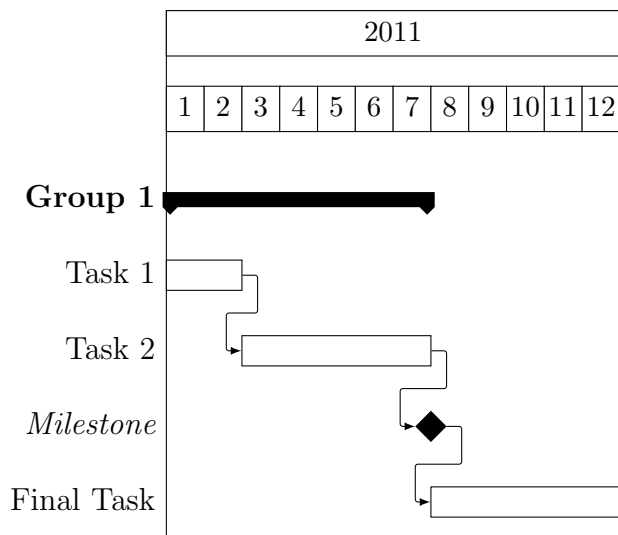 2011
1 2 3 4 5 6 7 8 9 10 11 12
Group 1
Task 1
Task 2
Milestone
Final Task